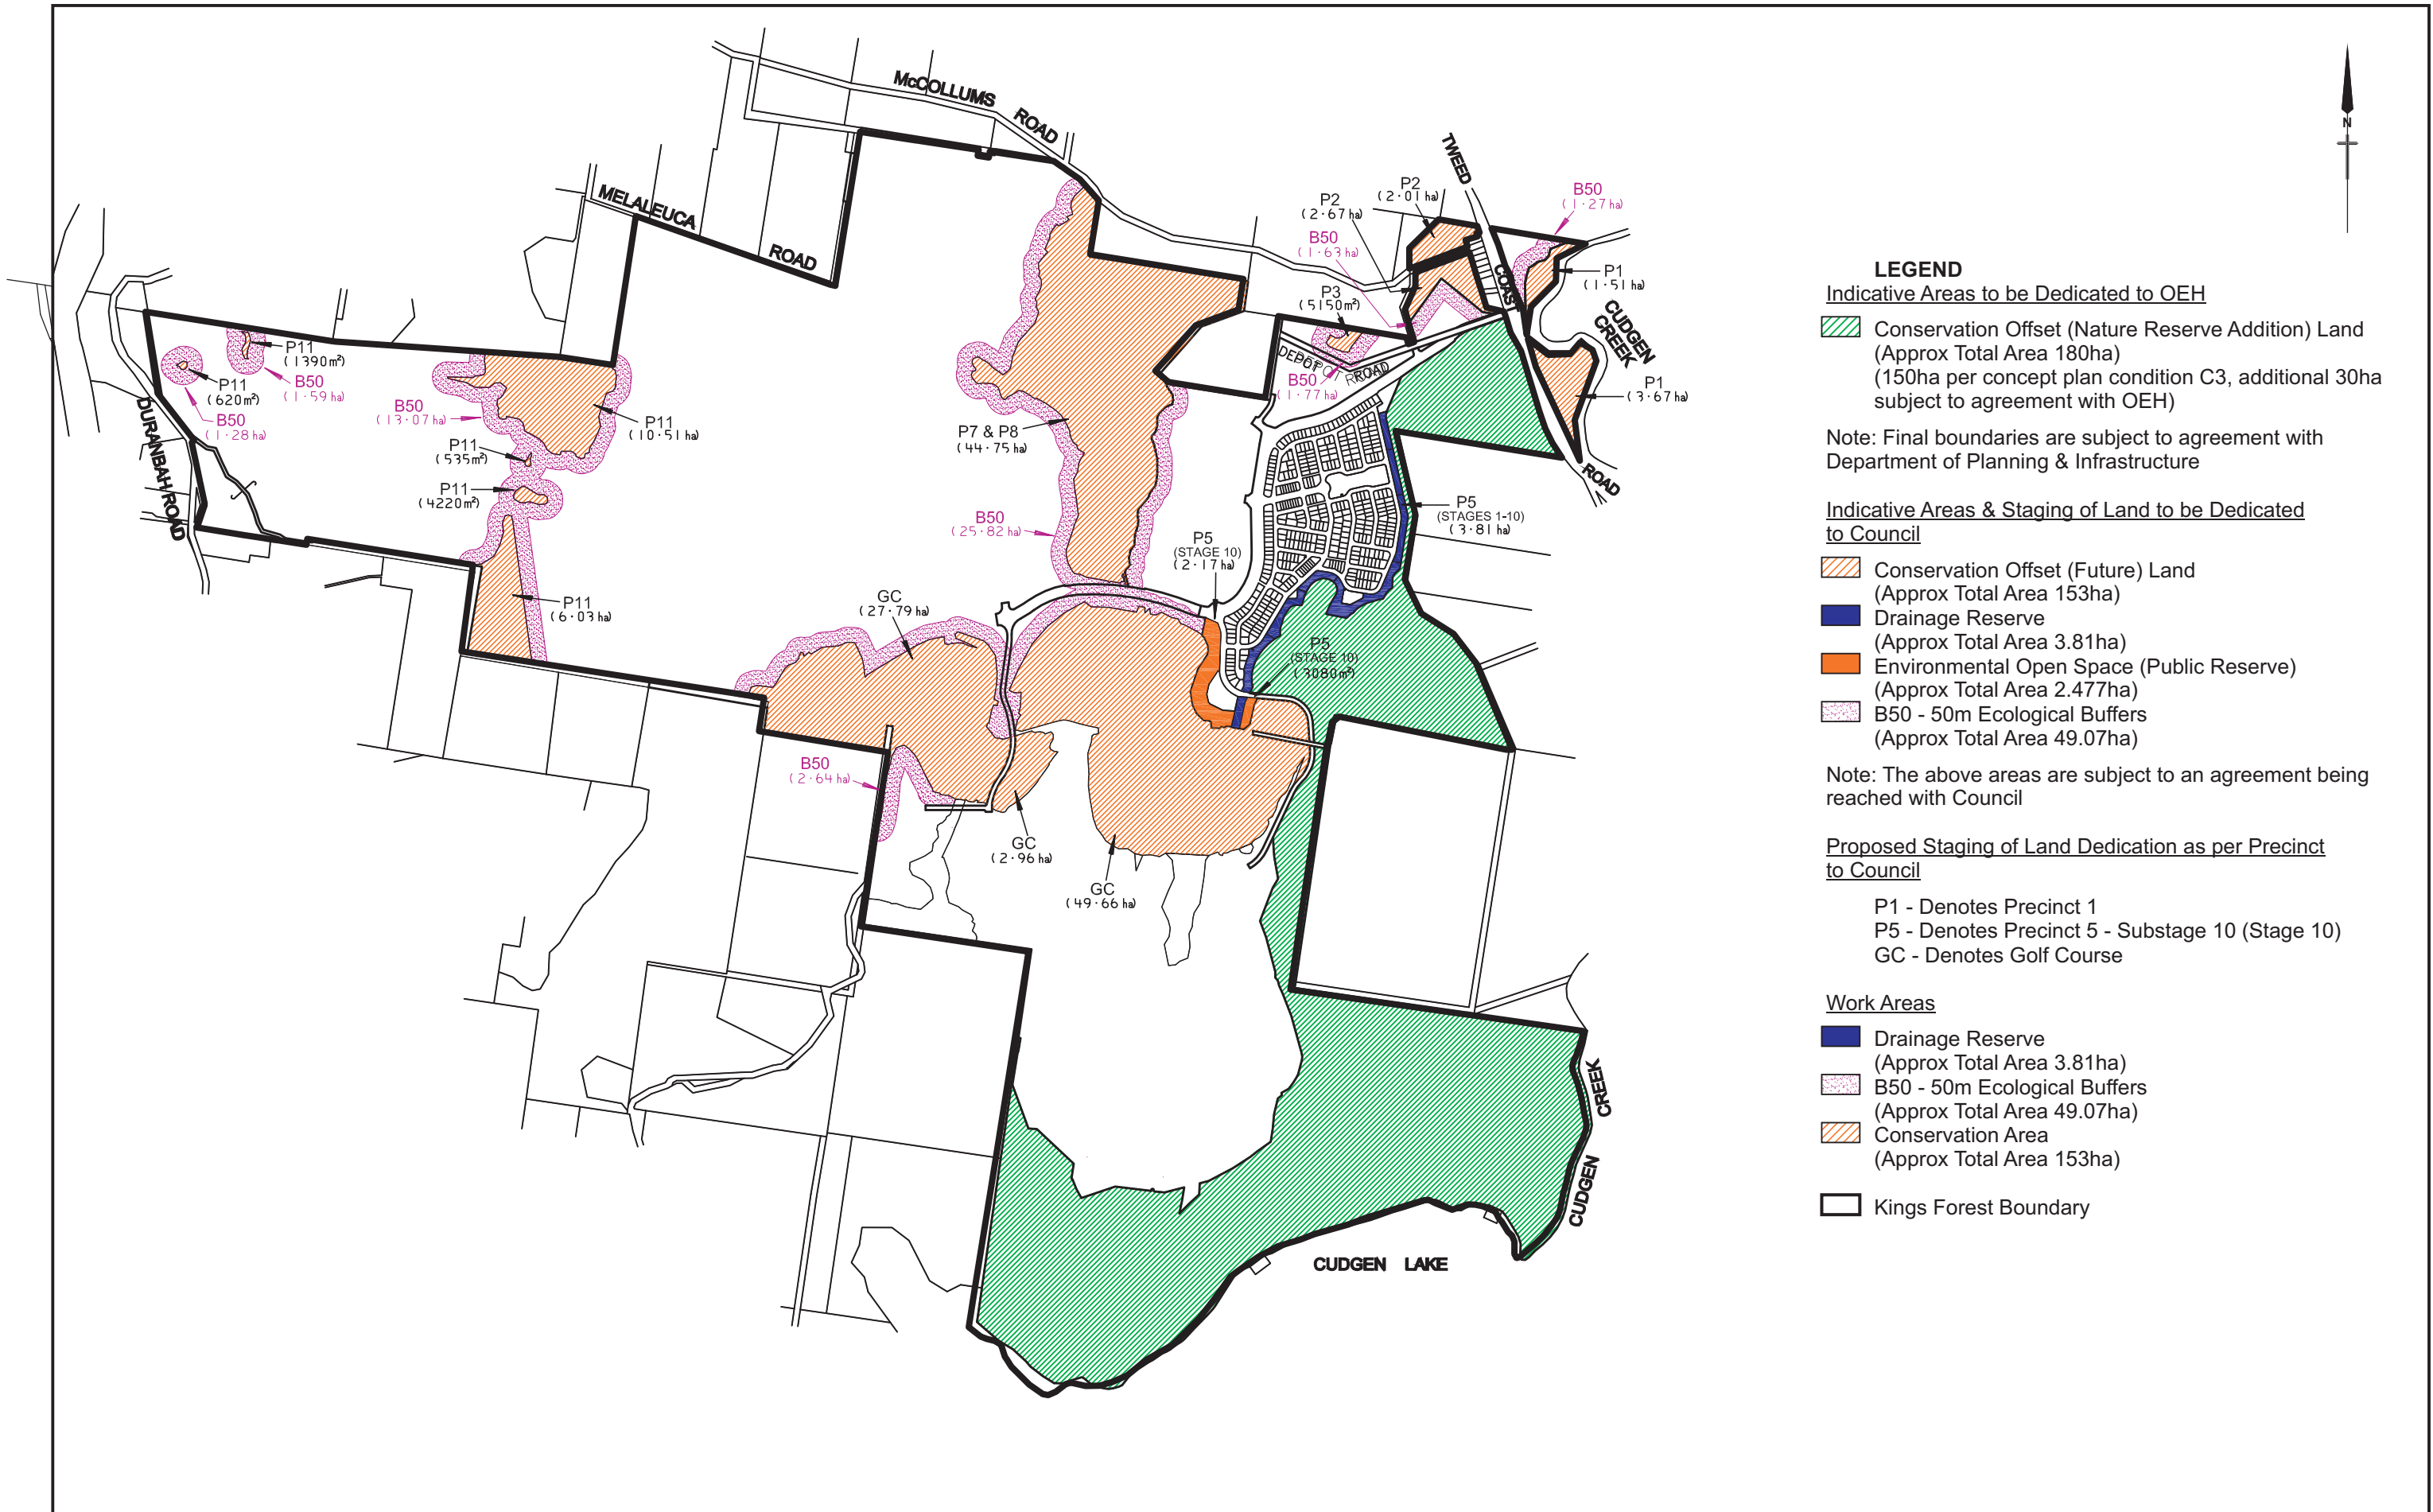 McCOLLUMS
ROAD
MELALEUCA
ROAD
TWEED
COAST
ROAD
N
P2
(2·01 ha)
P2
(2·67 ha)
B50
(1·63 ha)
B50
(1·27 ha)
P1
(1·51 ha)
CUDGEN
CREEK
P3
(5150m²)
DEPOT ROAD
DEPOT ROAD
B50
(1·77 ha)
P1
(3·67 ha)
P11
(1390m²)
B50
(1·59 ha)
P11
(620m²)
B50
(1·28 ha)
DURANBAH ROAD
B50
(13·07 ha)
P11
(10·51 ha)
P11
(535m²)
P11
(4220m²)
P11
(6·03 ha)
P7 & P8
(44·75 ha)
B50
(25·82 ha)
P5
(STAGE 10)
(2·17 ha)
P5
(STAGES 1-10)
(3·81 ha)
P5
(STAGE 10)
(3080m²)
GC
(27·79 ha)
B50
(2·64 ha)
GC
(2·96 ha)
GC
(49·66 ha)
CREEK
CUDGEN
CUDGEN LAKE
LEGEND
Indicative Areas to be Dedicated to OEH
Conservation Offset (Nature Reserve Addition) Land
(Approx Total Area 180ha)
(150ha per concept plan condition C3, additional 30ha
subject to agreement with OEH)
Note: Final boundaries are subject to agreement with
Department of Planning & Infrastructure
Indicative Areas & Staging of Land to be Dedicated
to Council
Conservation Offset (Future) Land
(Approx Total Area 153ha)
Drainage Reserve
(Approx Total Area 3.81ha)
Environmental Open Space (Public Reserve)
(Approx Total Area 2.477ha)
B50 - 50m Ecological Buffers
(Approx Total Area 49.07ha)
Note: The above areas are subject to an agreement being
reached with Council
Proposed Staging of Land Dedication as per Precinct
to Council
P1 - Denotes Precinct 1
P5 - Denotes Precinct 5 - Substage 10 (Stage 10)
GC - Denotes Golf Course
Work Areas
Drainage Reserve
(Approx Total Area 3.81ha)
B50 - 50m Ecological Buffers
(Approx Total Area 49.07ha)
Conservation Area
(Approx Total Area 153ha)
Kings Forest Boundary